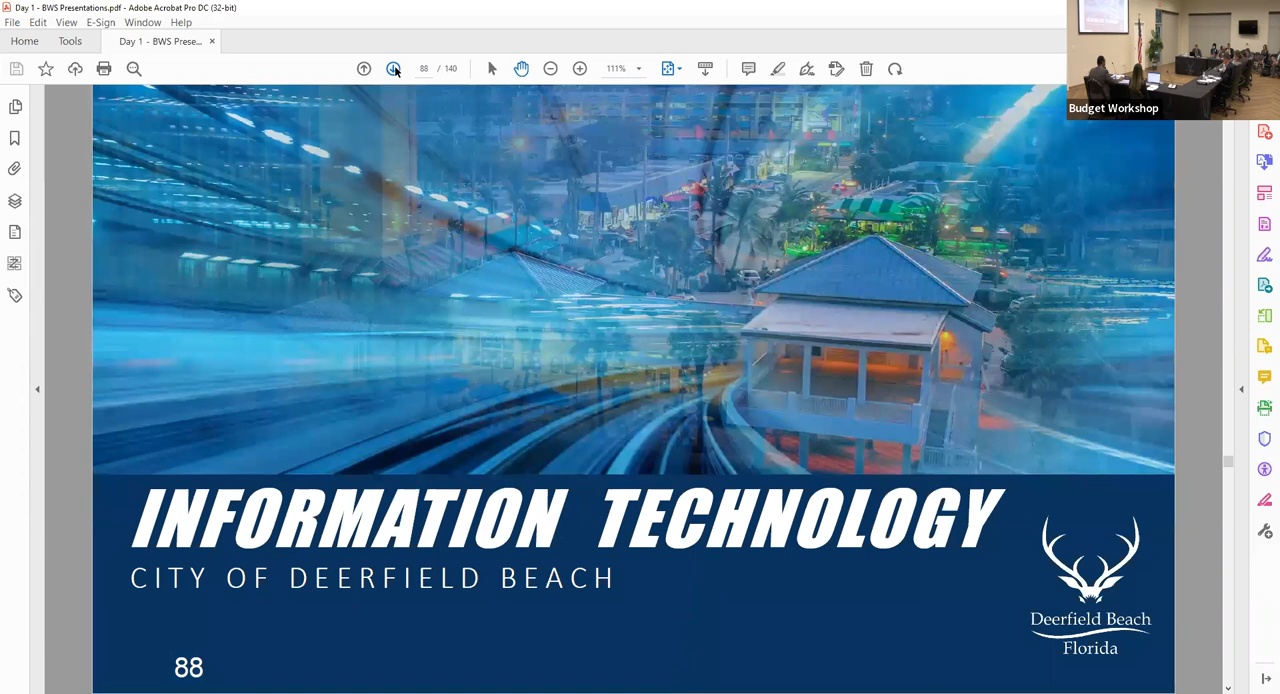 Day 1 - BWS Presentations.pdf - Adobe Acrobat Pro DC (32-bit)
File Edit View E-Sign Window Help
Home Tools Day 1 - BWS Prese... ×
88 / 140 111%
Budget Workshop
INFORMATION TECHNOLOGY
CITY OF DEERFIELD BEACH
Deerfield Beach
Florida
88